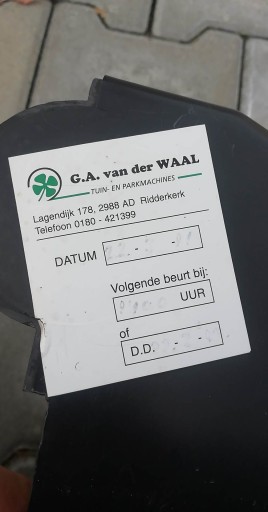 G.A. van der WAAL
TUIN- EN PARKMACHINES
Lagendijk 178, 2988 AD Ridderkerk
Telefoon 0180 - 421399
DATUM - -
Volgende beurt bij:
UUR
of
D.D. - -